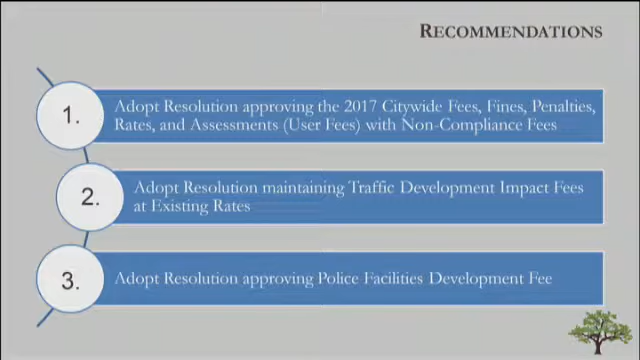 RECOMMENDATIONS
1.
Adopt Resolution approving the 2017 Citywide Fees, Fines, Penalties,
Rates, and Assessments (User Fees) with Non-Compliance Fees
2.
Adopt Resolution maintaining Traffic Development Impact Fees
at Existing Rates
3.
Adopt Resolution approving Police Facilities Development Fee